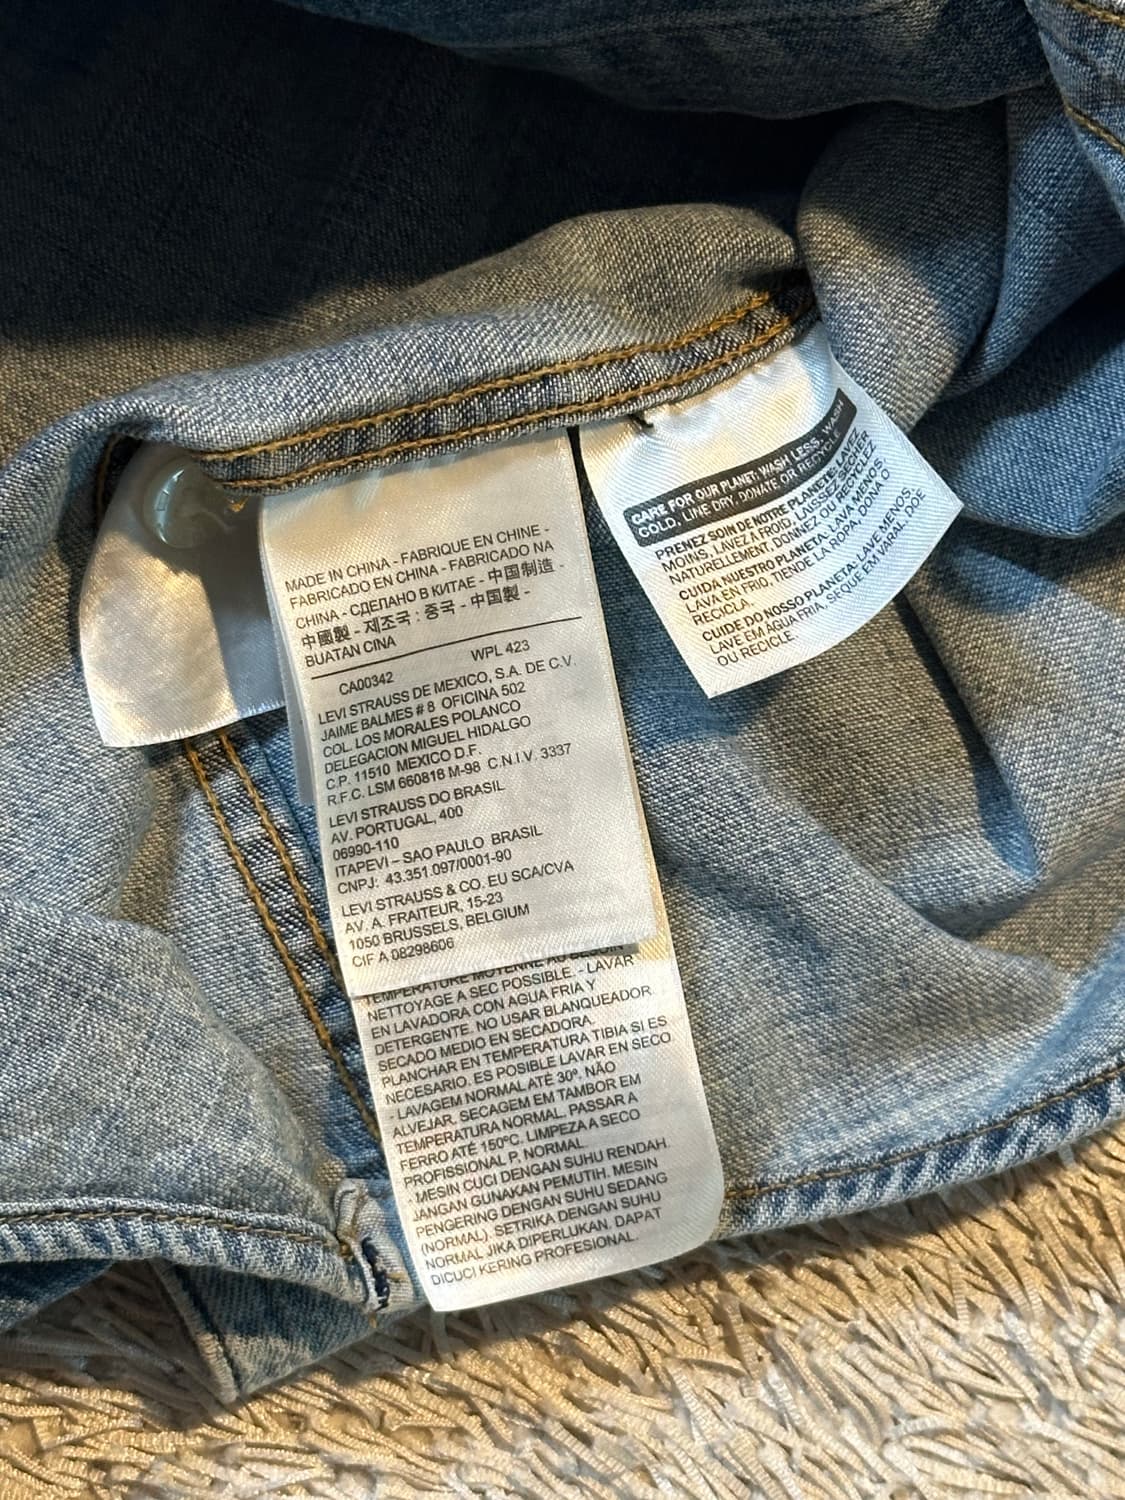 MADE IN CHINA - FABRIQUE EN CHINE -
FABRICADO EN CHINA - FABRICADO NA
CHINA - СДЕЛАНО В КИТАЕ - 中国制造 -
中國製 - 제조국 : 중국 - 中国製 -
BUATAN CINA
WPL 423
CA00342
LEVI STRAUSS DE MEXICO, S.A. DE C.V.
JAIME BALMES # 8 OFICINA 502
COL. LOS MORALES POLANCO
DELEGACION MIGUEL HIDALGO
C.P. 11510 MEXICO D.F.
R.F.C. LSM 660816 M-98 C.N.I.V. 3337
LEVI STRAUSS DO BRASIL
AV. PORTUGAL, 400
06990-110
ITAPEVI – SAO PAULO BRASIL
CNPJ: 43.351.097/0001-90
LEVI STRAUSS & CO. EU SCA/CVA
AV. A. FRAITEUR, 15-23
1050 BRUSSELS, BELGIUM
CIF A 08298606
TEMPERATURE MOYENNE AU BESOIN
NETTOYAGE A SEC POSSIBLE. - LAVAR
EN LAVADORA CON AGUA FRIA Y
DETERGENTE. NO USAR BLANQUEADOR.
SECADO MEDIO EN SECADORA.
PLANCHAR EN TEMPERATURA TIBIA SI ES
NECESARIO. ES POSIBLE LAVAR EN SECO.
- LAVAGEM NORMAL ATÉ 30º. NÃO
ALVEJAR. SECAGEM EM TAMBOR EM
TEMPERATURA NORMAL. PASSAR A
FERRO ATÉ 150ºC. LIMPEZA A SECO
PROFISSIONAL P, NORMAL.
- MESIN CUCI DENGAN SUHU RENDAH.
JANGAN GUNAKAN PEMUTIH. MESIN
PENGERING DENGAN SUHU SEDANG
(NORMAL). SETRIKA DENGAN SUHU
NORMAL JIKA DIPERLUKAN. DAPAT
DICUCI KERING PROFESIONAL.
CARE FOR OUR PLANET: WASH LESS, WASH
COLD, LINE DRY, DONATE OR RECYCLE
PRENEZ SOIN DE NOTRE PLANÈTE. LAVEZ
MOINS, LAVEZ À FROID, LAISSEZ SÉCHER
NATURELLEMENT, DONNEZ OU RECYCLEZ
CUIDA NUESTRO PLANETA. LAVA MENOS,
LAVA EN FRÍO, TIENDE LA ROPA, DONA O
RECICLA.
CUIDE DO NOSSO PLANETA. LAVE MENOS,
LAVE EM ÁGUA FRIA, SEQUE EM VARAL, DOE
OU RECICLE.